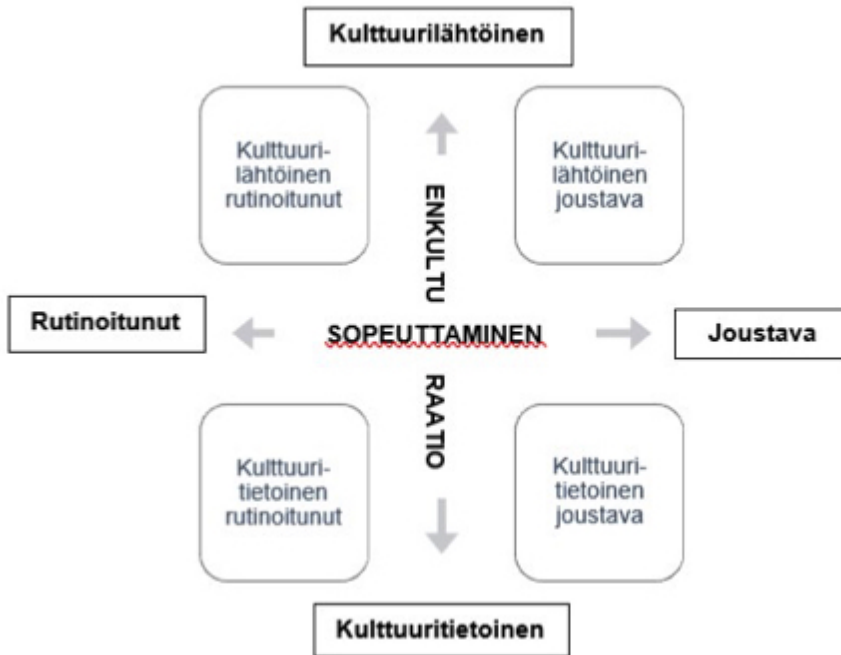 Kulttuurilähtöinen
Kulttuuri-
lähtöinen
rutinoitunut
Kulttuuri-
lähtöinen
joustava
ENKULTU
Rutinoitunut
SOPEUTTAMINEN
Joustava
RAATIO
Kulttuuri-
tietoinen
rutinoitunut
Kulttuuri-
tietoinen
joustava
Kulttuuritietoinen